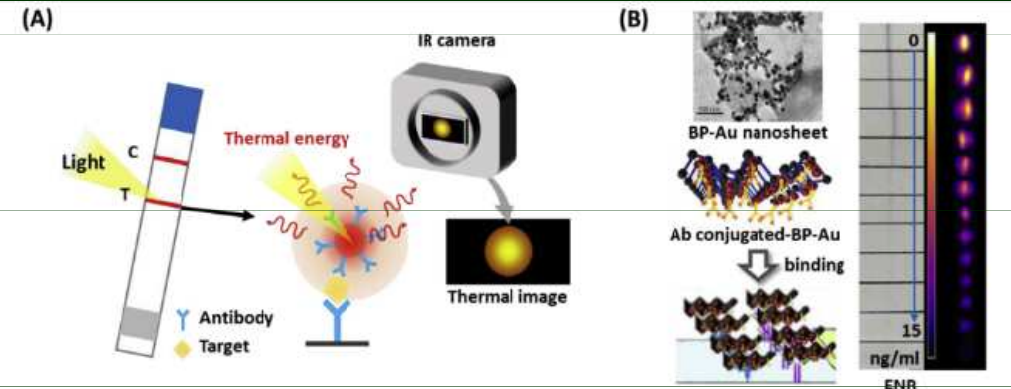 (A)
IR camera
Thermal energy
Light
C
T
Antibody
Target
Thermal image
(B)
BP-Au nanosheet
Ab conjugated-BP-Au
binding
0
15
ng/ml
ENR